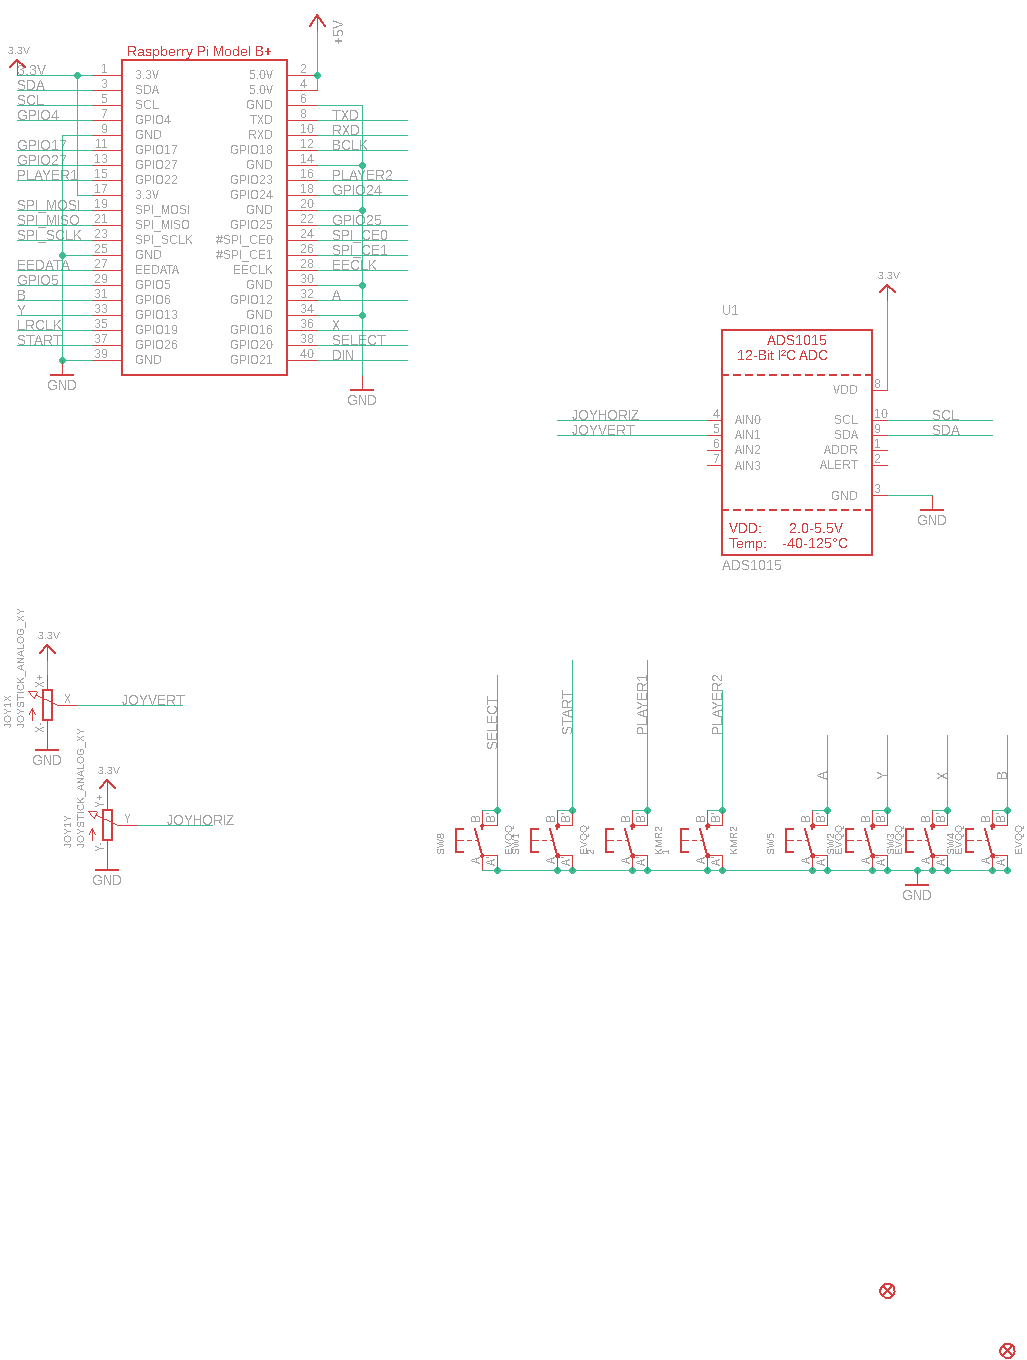 +5V
3.3V
Raspberry Pi Model B+
3.3V 1 3.3V 5.0V 2
SDA 3 SDA 5.0V 4
SCL 5 SCL GND 6
GPIO4 7 GPIO4 TXD 8 TXD
9 GND RXD 10 RXD
GPIO17 11 GPIO17 GPIO18 12 BCLK
GPIO27 13 GPIO27 GND 14
PLAYER1 15 GPIO22 GPIO23 16 PLAYER2
17 3.3V GPIO24 18 GPIO24
SPI_MOSI 19 SPI_MOSI GND 20
SPI_MISO 21 SPI_MISO GPIO25 22 GPIO25
SPI_SCLK 23 SPI_SCLK #SPI_CE0 24 SPI_CE0
25 GND #SPI_CE1 26 SPI_CE1
EEDATA 27 EEDATA EECLK 28 EECLK
GPIO5 29 GPIO5 GND 30
B 31 GPIO6 GPIO12 32 A
Y 33 GPIO13 GND 34
LRCLK 35 GPIO19 GPIO16 36 X
START 37 GPIO26 GPIO20 38 SELECT
39 GND GPIO21 40 DIN
GND
GND
3.3V
U1
ADS1015
12-Bit I²C ADC
VDD 8
JOYHORIZ 4 AIN0 SCL 10 SCL
JOYVERT 5 AIN1 SDA 9 SDA
6 AIN2 ADDR 1
7 AIN3 ALERT 2
GND 3
GND
VDD: 2.0-5.5V
Temp: -40-125°C
ADS1015
3.3V
JOY1X
JOYSTICK_ANALOG_XY
X+
X
X-
JOYVERT
GND
3.3V
JOY1Y
JOYSTICK_ANALOG_XY
Y+
Y
Y-
JOYHORIZ
GND
SELECT
START
PLAYER1
PLAYER2
A
Y
X
B
SW8 B B' A A' EVQQ
SW1 B B' A A' EVQQ
2 B B' A A' KMR2
1 B B' A A' KMR2
SW5 B B' A A' EVQQ
SW2 B B' A A' EVQQ
SW3 B B' A A' EVQQ
SW4 B B' A A' EVQQ
GND